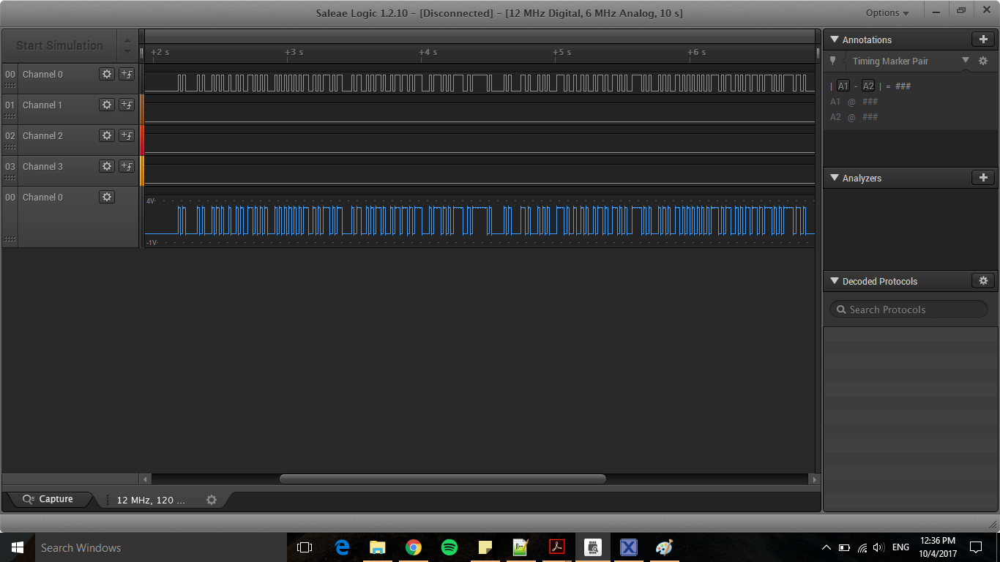 Saleae Logic 1.2.10 - [Disconnected] - [12 MHz Digital, 6 MHz Analog, 10 s]
Options
Start Simulation
+2 s +3 s +4 s +5 s +6 s
00 Channel 0
01 Channel 1
02 Channel 2
03 Channel 3
00 Channel 0
4V
-1V
Annotations
Timing Marker Pair
| A1 - A2 | = ###
A1 @ ###
A2 @ ###
Analyzers
Decoded Protocols
Search Protocols
Capture
12 MHz, 120 ...
Search Windows
ENG
12:36 PM
10/4/2017